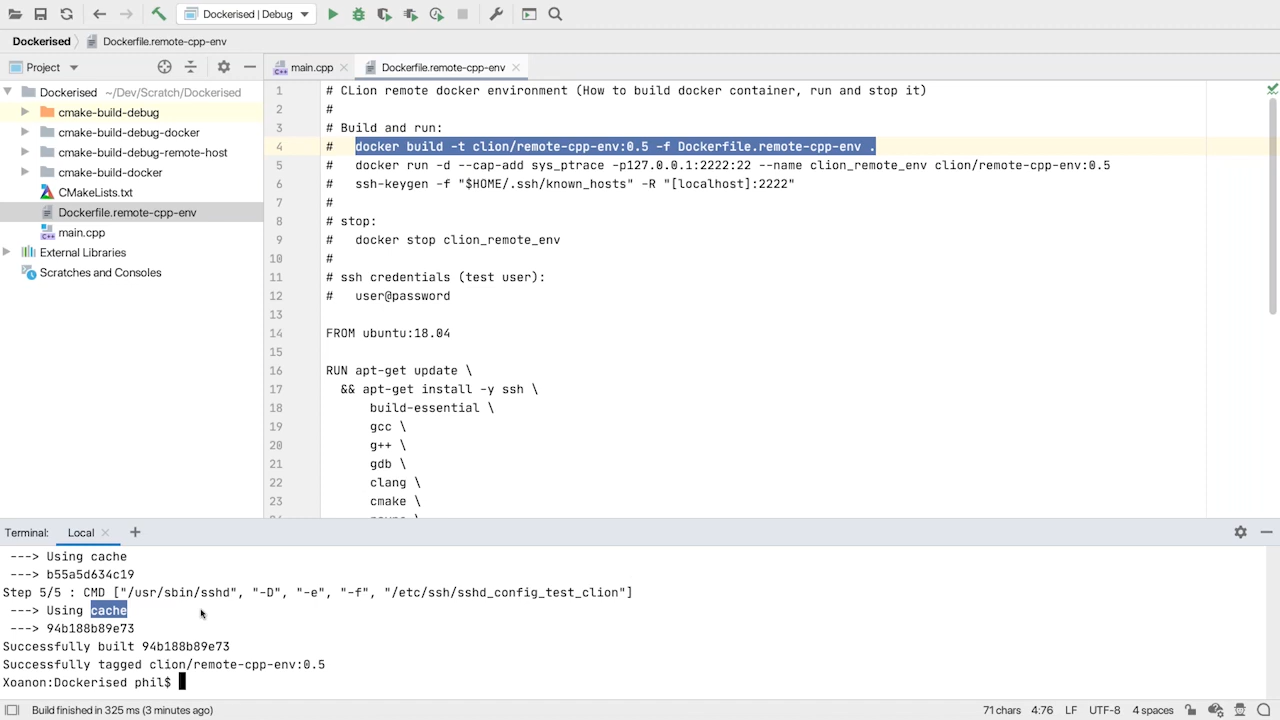 Dockerised | Debug
Dockerised
Dockerfile.remote-cpp-env
Project
main.cpp
Dockerfile.remote-cpp-env
Dockerised ~/Dev/Scratch/Dockerised
cmake-build-debug
cmake-build-debug-docker
cmake-build-debug-remote-host
cmake-build-docker
CMakeLists.txt
Dockerfile.remote-cpp-env
main.cpp
External Libraries
Scratches and Consoles
1 # CLion remote docker environment (How to build docker container, run and stop it)
2 #
3 # Build and run:
4 #   docker build -t clion/remote-cpp-env:0.5 -f Dockerfile.remote-cpp-env .
5 #   docker run -d --cap-add sys_ptrace -p127.0.0.1:2222:22 --name clion_remote_env clion/remote-cpp-env:0.5
6 #   ssh-keygen -f "$HOME/.ssh/known_hosts" -R "[localhost]:2222"
7 #
8 # stop:
9 #   docker stop clion_remote_env
10 #
11 # ssh credentials (test user):
12 #   user@password
13
14 FROM ubuntu:18.04
15
16 RUN apt-get update \
17   && apt-get install -y ssh \
18       build-essential \
19       gcc \
20       g++ \
21       gdb \
22       clang \
23       cmake \
Terminal: Local
---> Using cache
---> b55a5d634c19
Step 5/5 : CMD ["/usr/sbin/sshd", "-D", "-e", "-f", "/etc/ssh/sshd_config_test_clion"]
---> Using cache
---> 94b188b89e73
Successfully built 94b188b89e73
Successfully tagged clion/remote-cpp-env:0.5
Xoanon:Dockerised phil$
Build finished in 325 ms (3 minutes ago)
71 chars 4:76 LF UTF-8 4 spaces